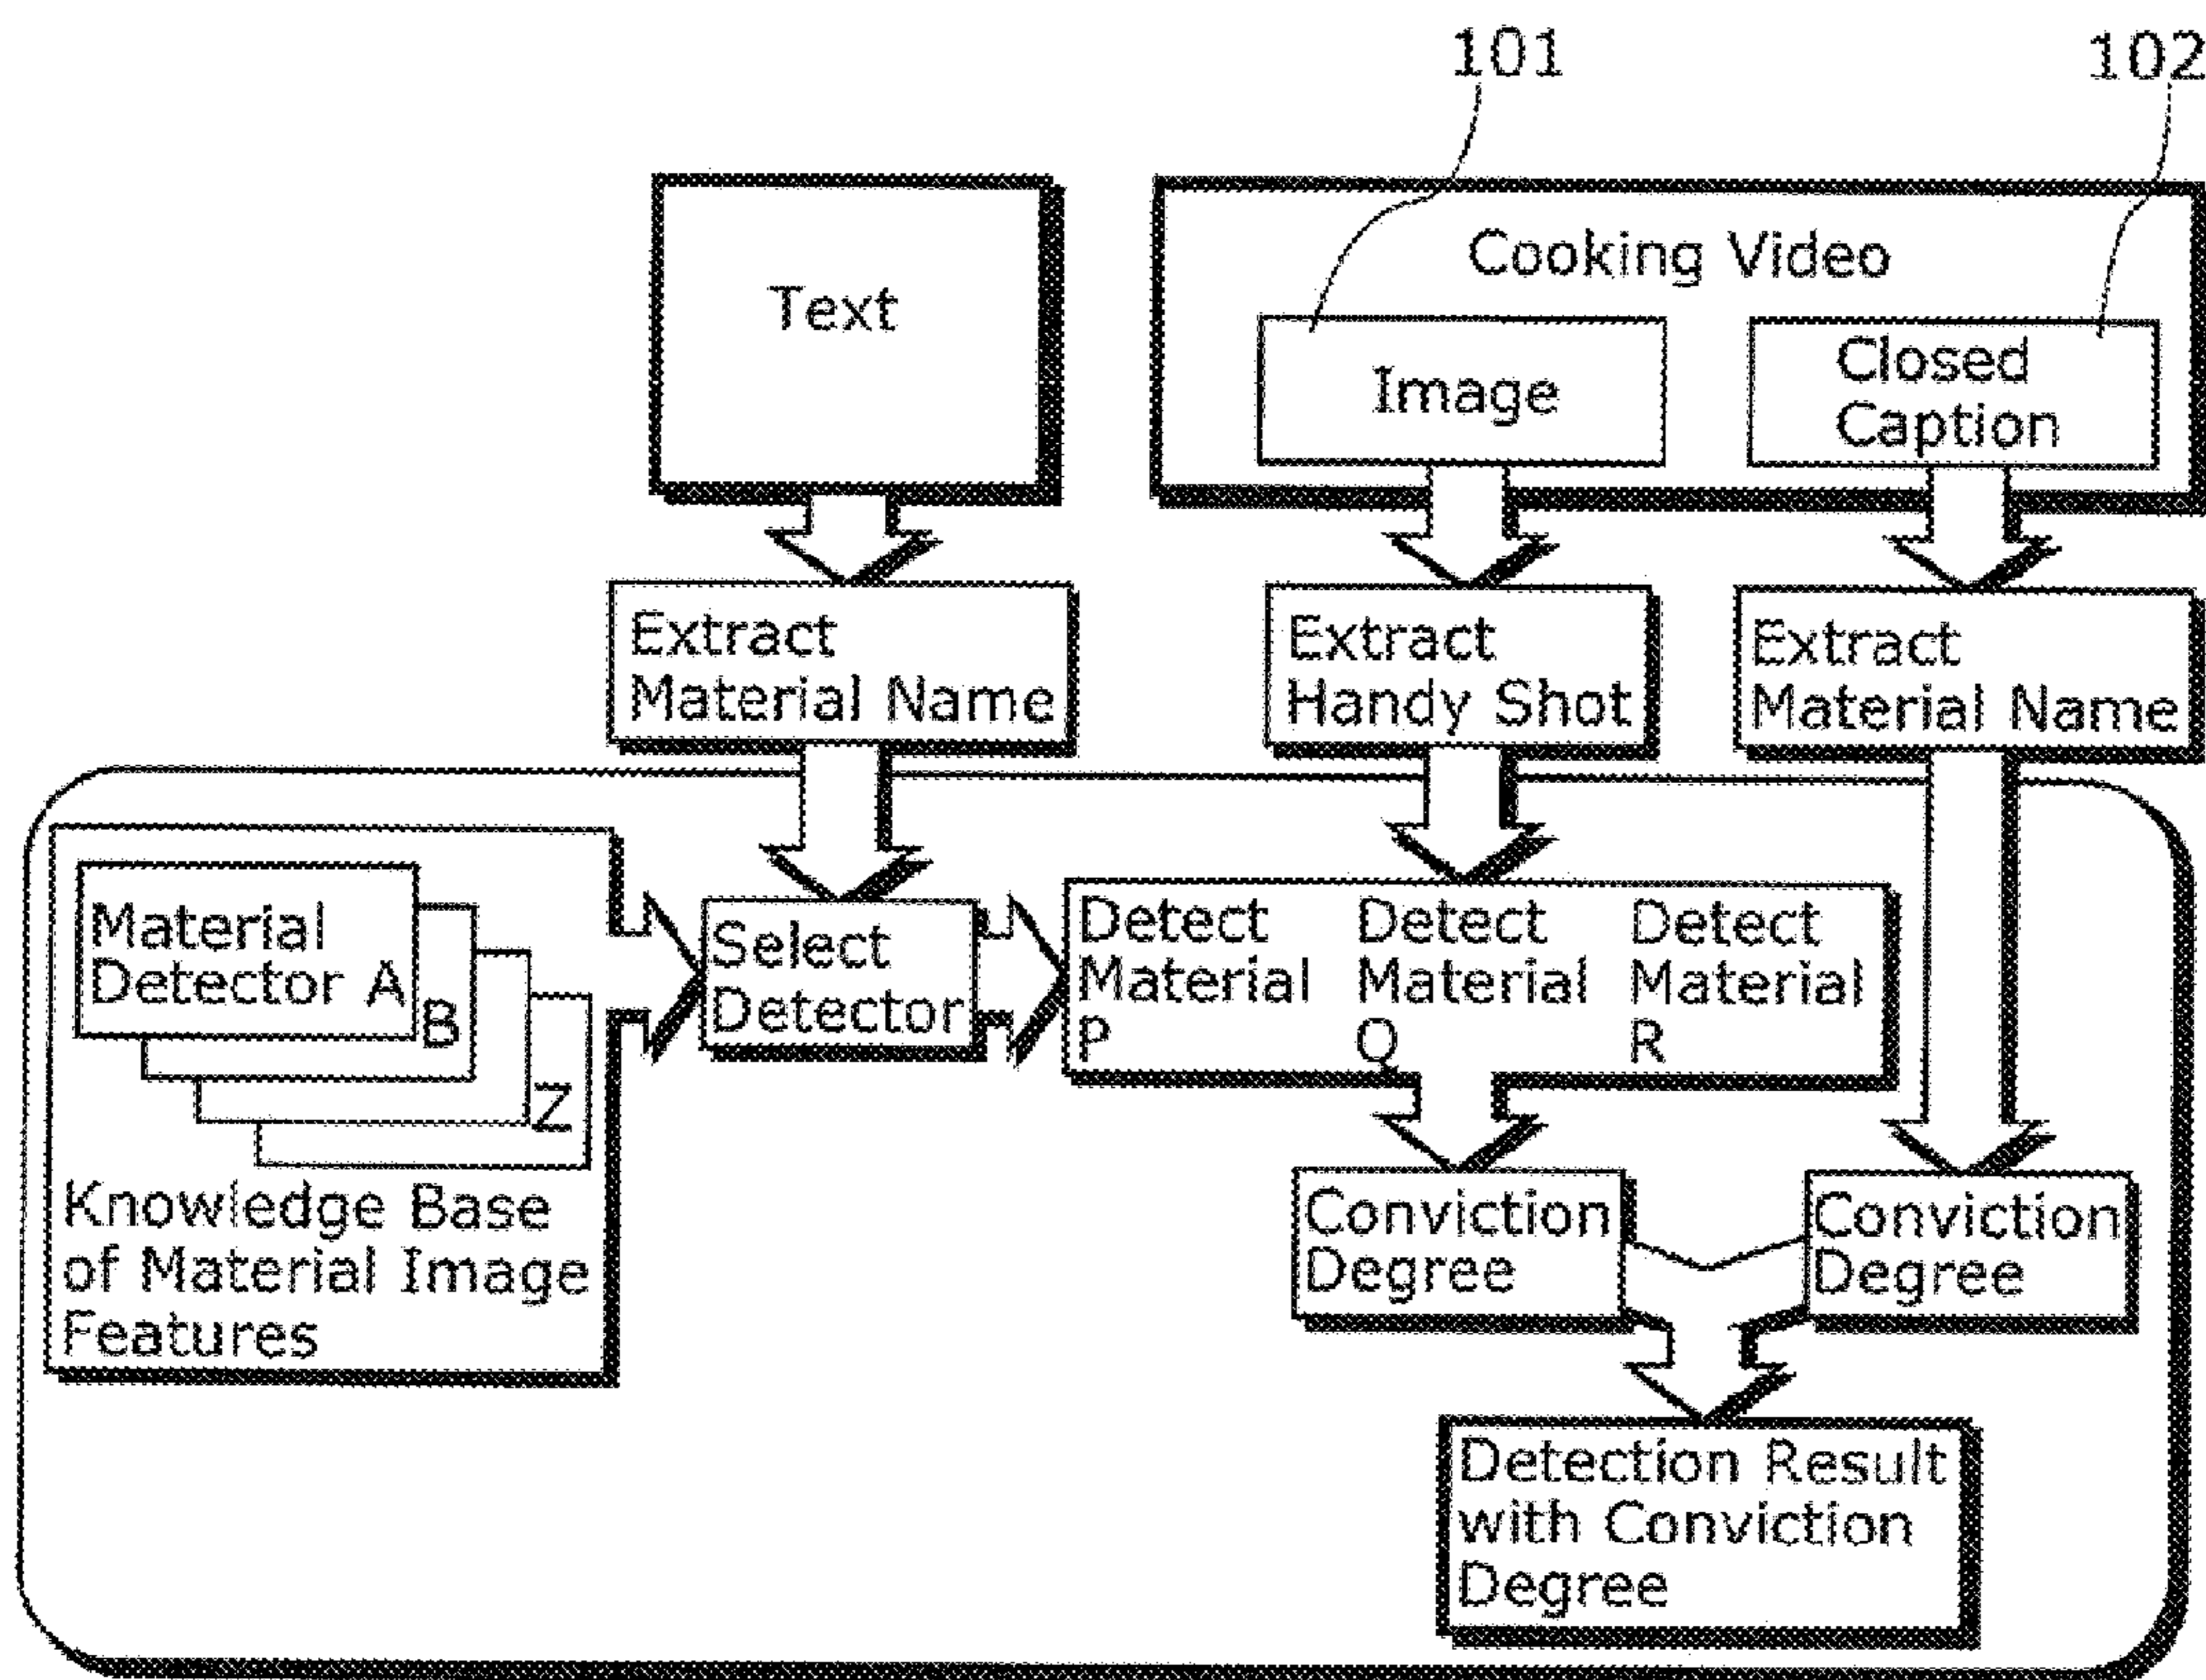 101
102
Text
Cooking Video
Image
Closed
Caption
Extract
Material Name
Extract
Handy Shot
Extract
Material Name
Material
Detector A
B
Z
Knowledge Base
of Material Image
Features
Select
Detector
Detect
Material
P
Detect
Material
Q
Detect
Material
R
Conviction
Degree
Conviction
Degree
Detection Result
with Conviction
Degree